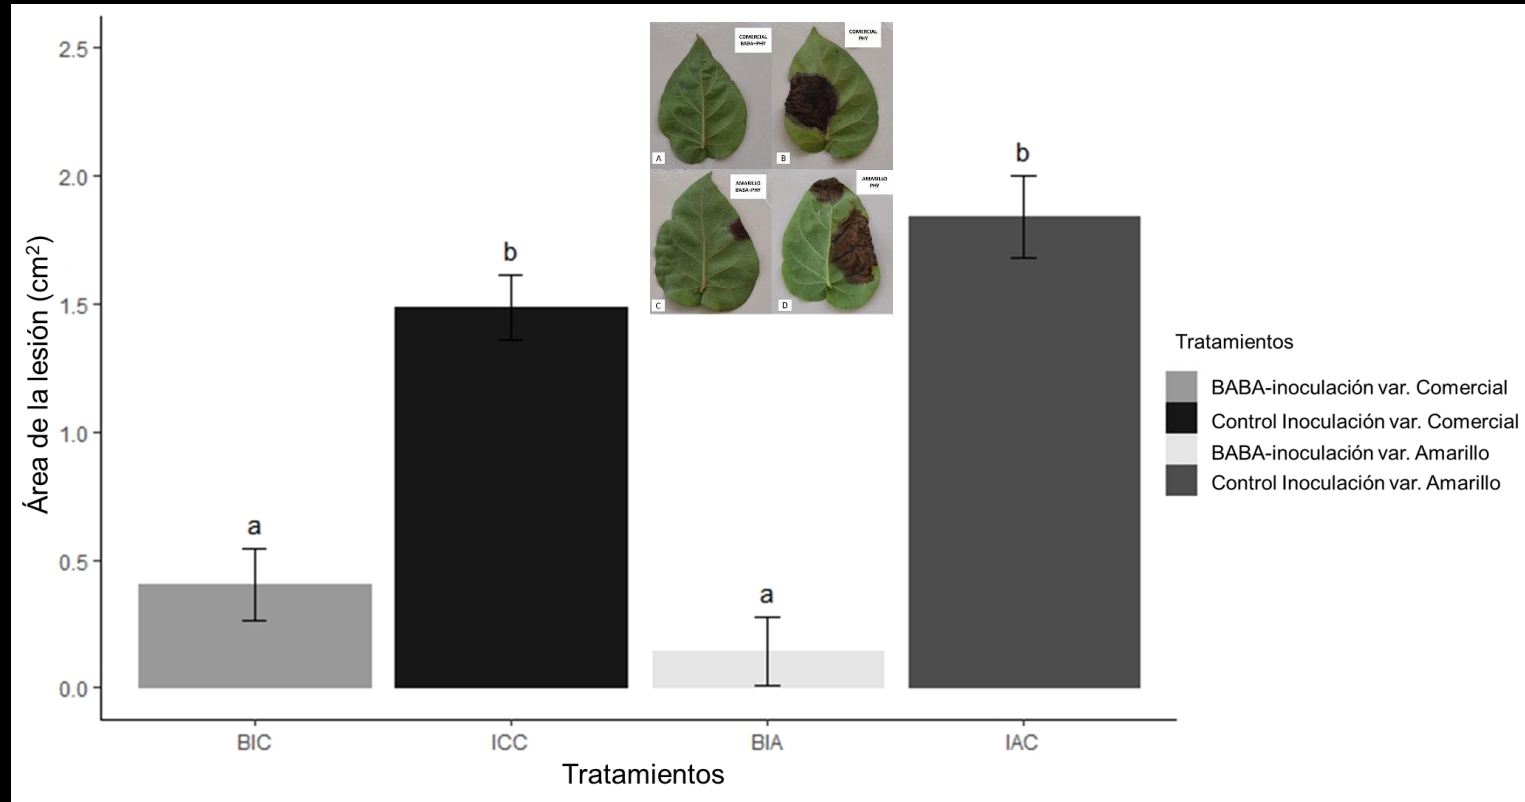 Área de la lesión (cm²)
2.5
2.0
1.5
1.0
0.5
0.0
a
b
a
b
COMERCIAL
BABA-PHY
COMERCIAL
PHY
A
B
AMARILLO
BABA-PHY
AMARILLO
PHY
C
D
BIC
ICC
BIA
IAC
Tratamientos
Tratamientos
BABA-inoculación var. Comercial
Control Inoculación var. Comercial
BABA-inoculación var. Amarillo
Control Inoculación var. Amarillo